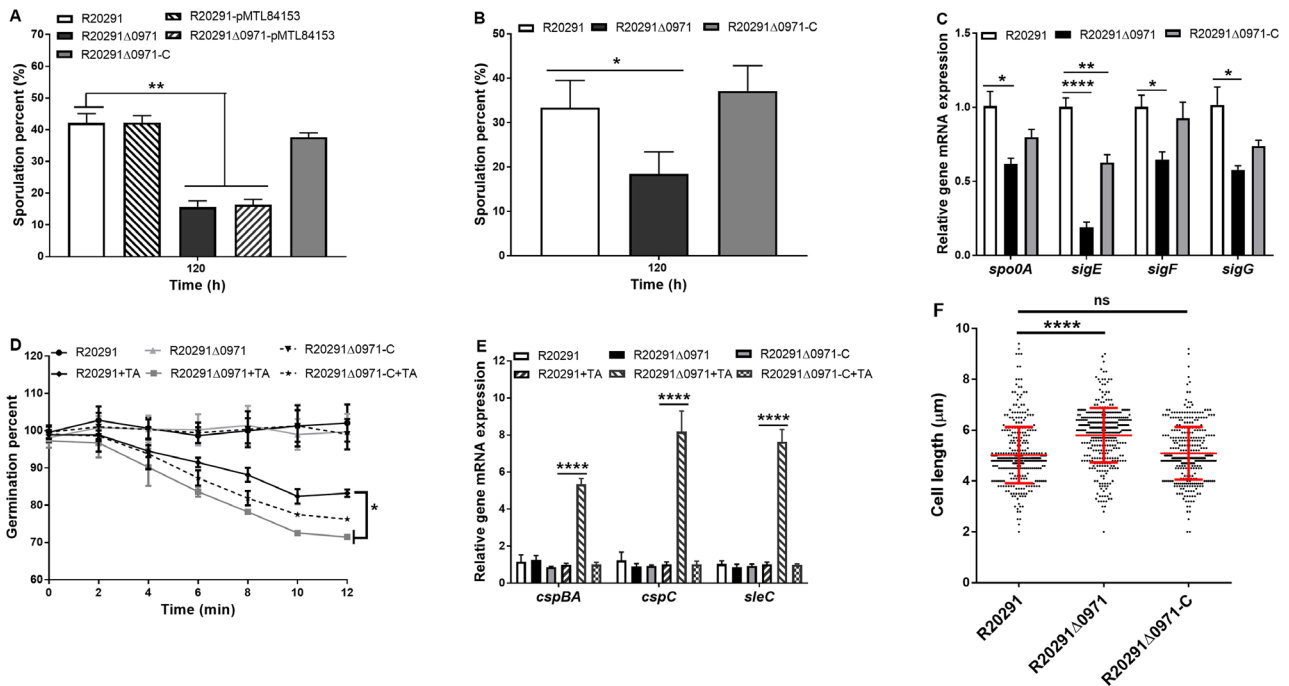 A
R20291
R20291-pMTL84153
R20291Δ0971
R20291Δ0971-pMTL84153
R20291Δ0971-C
Sporulation percent (%)
70
60
50
40
30
20
10
0
**
120
Time (h)
B
R20291
R20291Δ0971
R20291Δ0971-C
Sporulation percent (%)
50
40
30
20
10
0
*
120
Time (h)
C
R20291
R20291Δ0971
R20291Δ0971-C
Relative gene mRNA expression
1.5
1.0
0.5
0.0
*
**
****
*
*
spo0A
sigE
sigF
sigG
D
R20291
R20291Δ0971
R20291Δ0971-C
R20291+TA
R20291Δ0971+TA
R20291Δ0971-C+TA
Germination percent
120
110
100
90
80
70
60
*
0
2
4
6
8
10
12
Time (min)
E
R20291
R20291Δ0971
R20291Δ0971-C
R20291+TA
R20291Δ0971+TA
R20291Δ0971-C+TA
Relative gene mRNA expression
12
10
8
6
4
2
0
****
****
****
cspBA
cspC
sleC
F
ns
****
Cell length (μm)
10
8
6
4
2
0
R20291
R20291Δ0971
R20291Δ0971-C